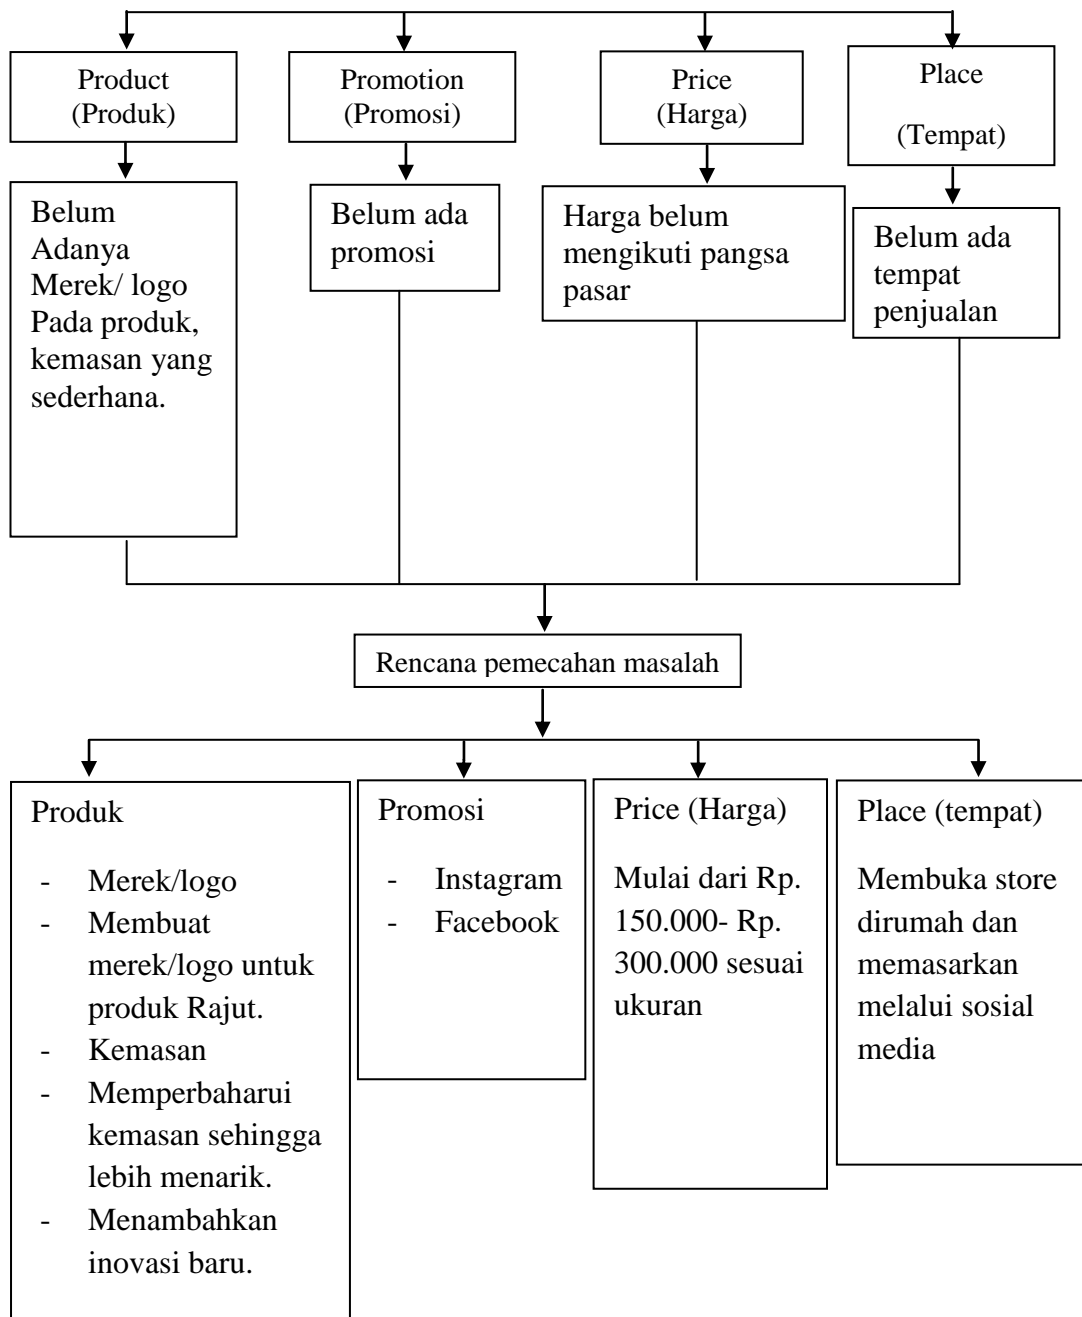 Product
(Produk)
Promotion
(Promosi)
Price
(Harga)
Place
(Tempat)
Belum
Adanya
Merek/ logo
Pada produk,
kemasan yang
sederhana.
Belum ada
promosi
Harga belum
mengikuti pangsa
pasar
Belum ada
tempat
penjualan
Rencana pemecahan masalah
Produk
- Merek/logo
- Membuat
merek/logo untuk
produk Rajut.
- Kemasan
- Memperbaharui
kemasan sehingga
lebih menarik.
- Menambahkan
inovasi baru.
Promosi
- Instagram
- Facebook
Price (Harga)
Mulai dari Rp.
150.000- Rp.
300.000 sesuai
ukuran
Place (tempat)
Membuka store
dirumah dan
memasarkan
melalui sosial
media